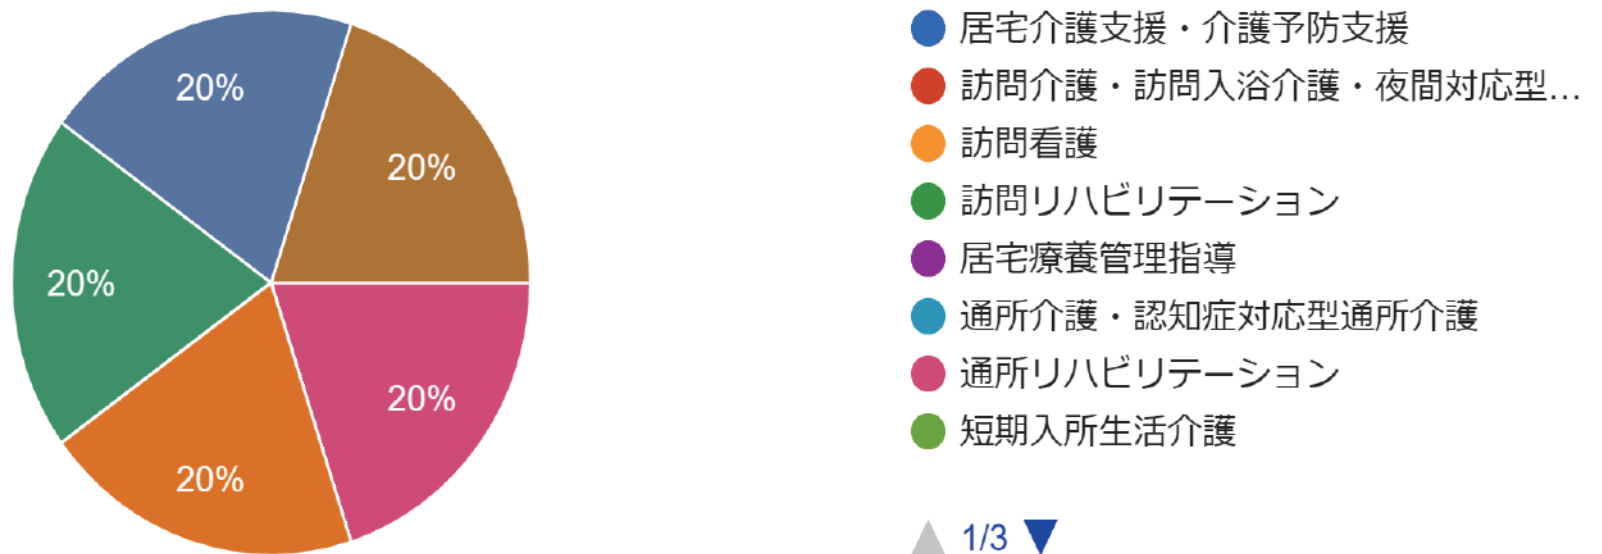 20%
20%
20%
20%
20%
居宅介護支援・介護予防支援
訪問介護・訪問入浴介護・夜間対応型…
訪問看護
訪問リハビリテーション
居宅療養管理指導
通所介護・認知症対応型通所介護
通所リハビリテーション
短期入所生活介護
1/3